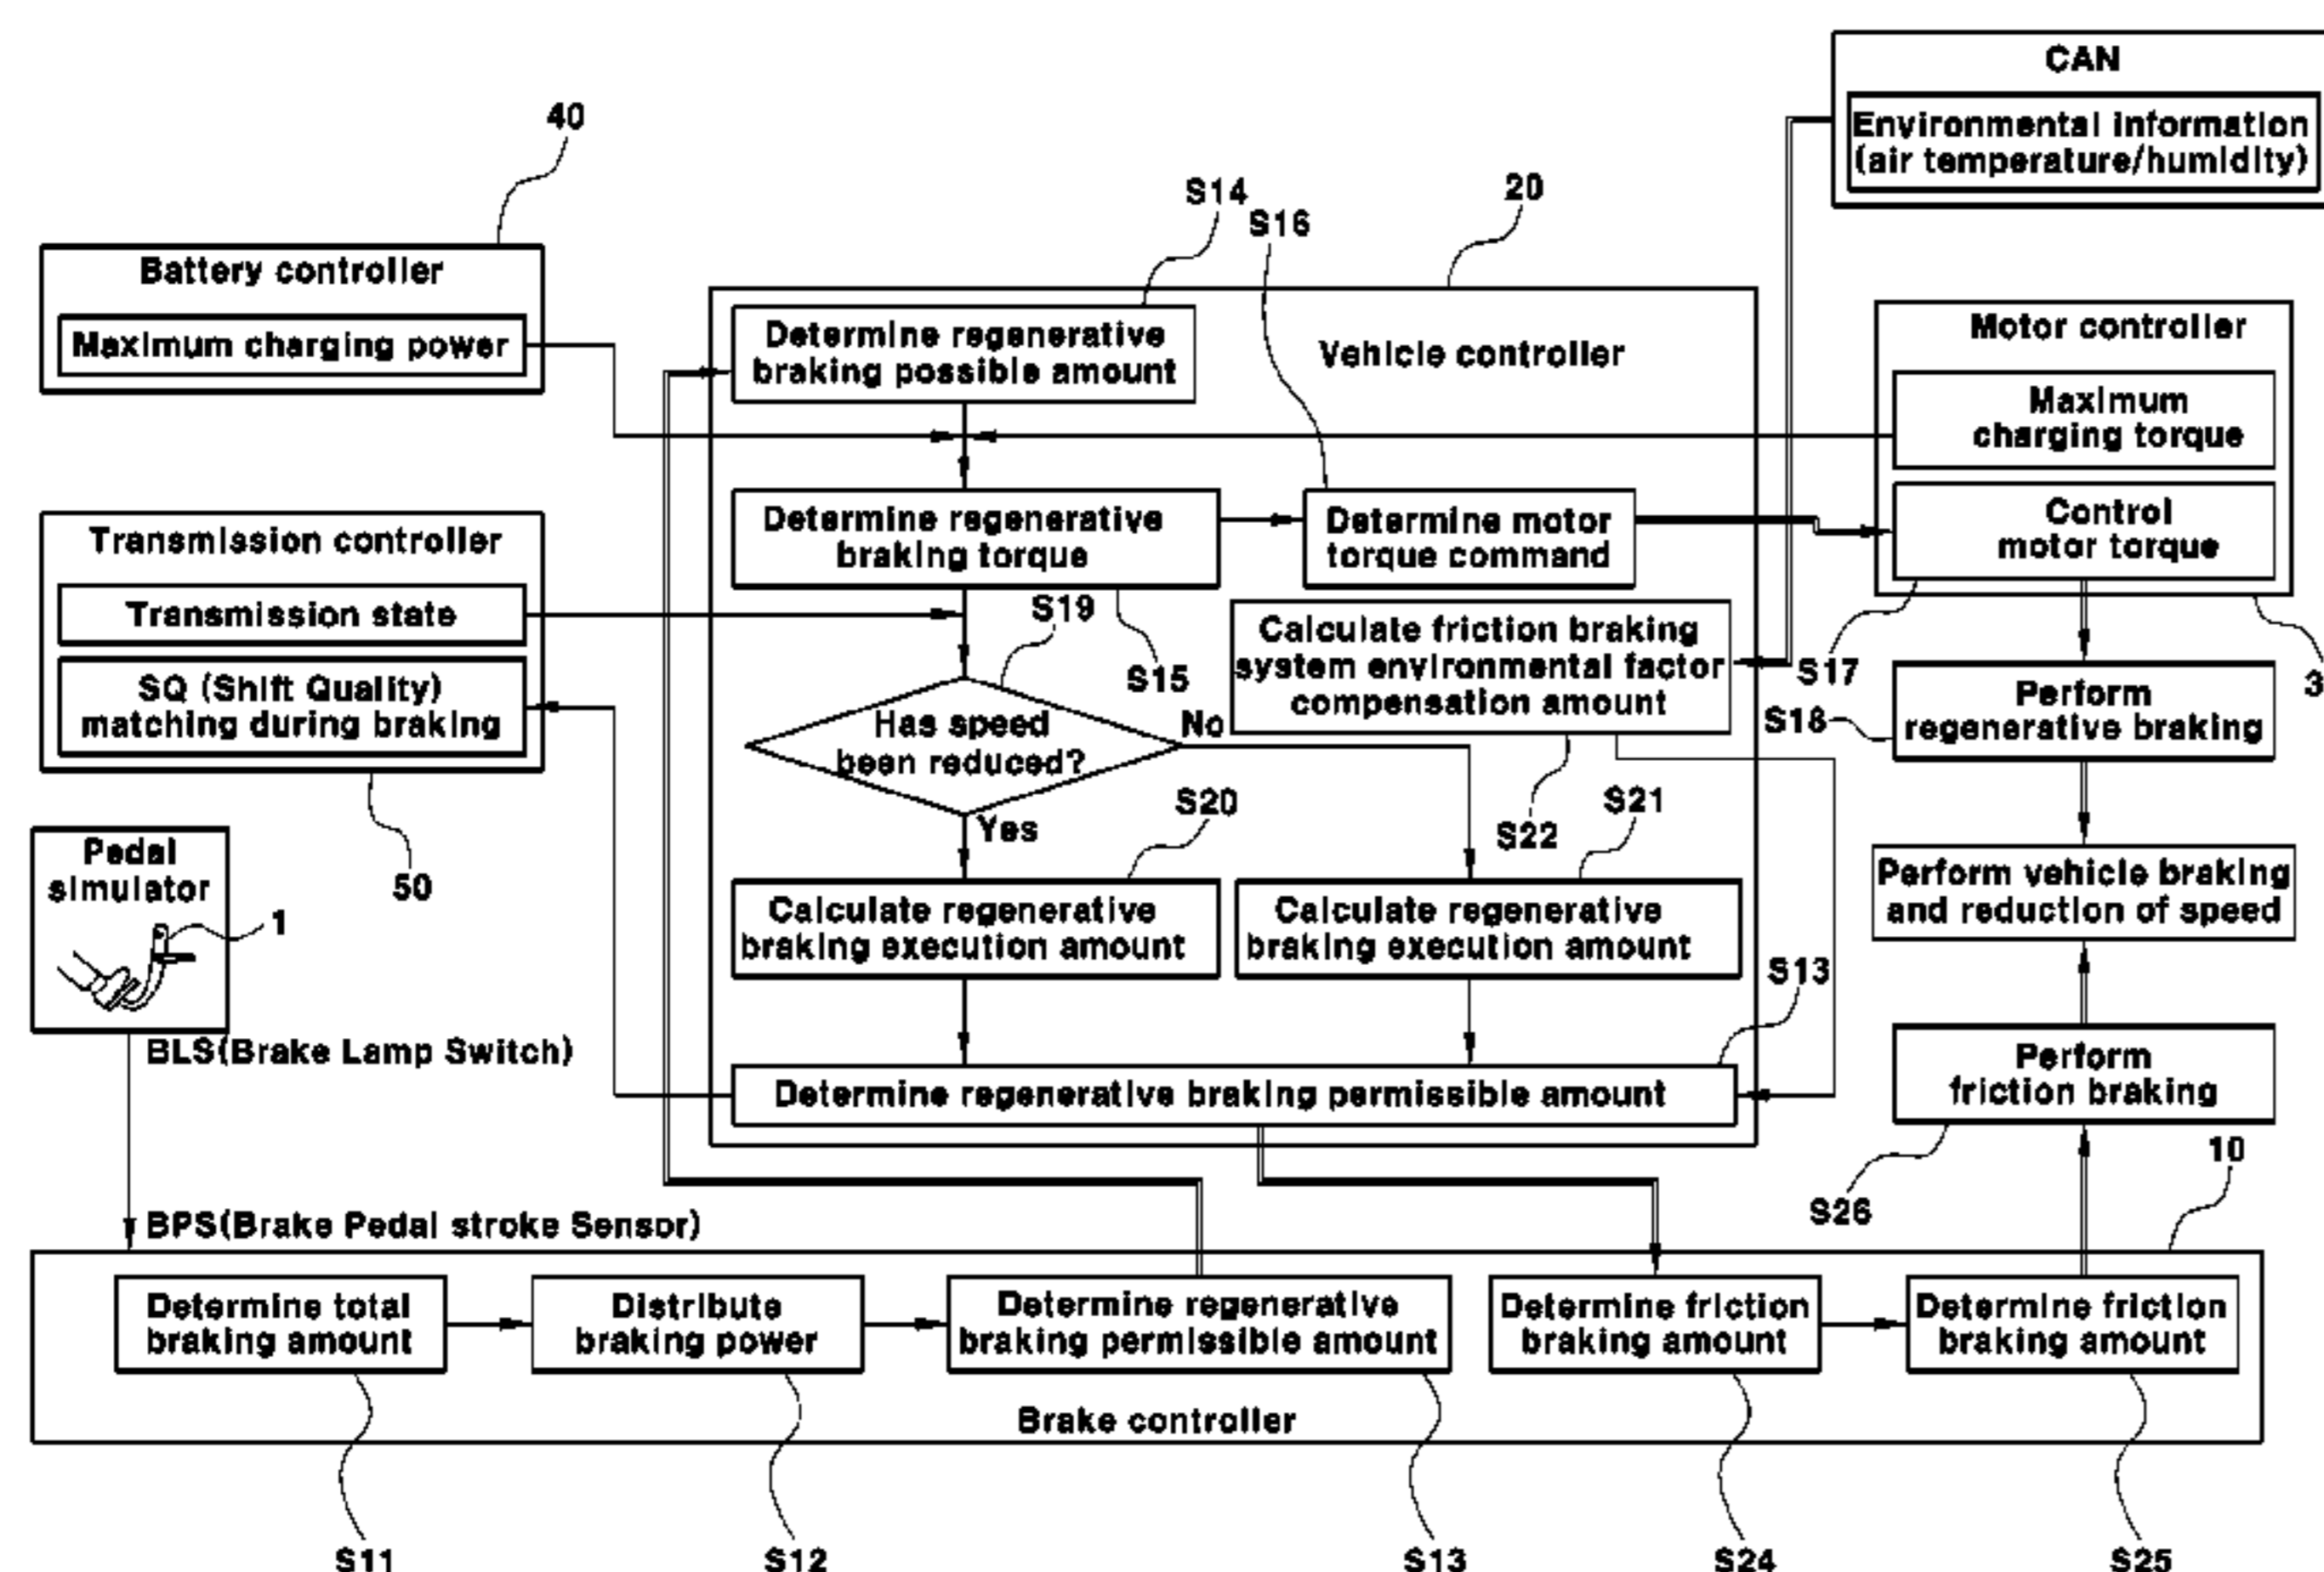 CAN
Environmental information
(air temperature/humidity)
40
S14
S16
20
Battery controller
Maximum charging power
Determine regenerative
braking possible amount
Vehicle controller
Motor controller
Maximum
charging torque
Transmission controller
Transmission state
SQ (Shift Quality)
matching during braking
Determine regenerative
braking torque
Determine motor
torque command
Control
motor torque
S19
S15
Calculate friction braking
system environmental factor
compensation amount
S17
3
Has speed
been reduced?
No
Yes
S18
Perform
regenerative braking
S20
S22
S21
Pedal
simulator
1
50
Calculate regenerative
braking execution amount
Calculate regenerative
braking execution amount
Perform vehicle braking
and reduction of speed
S13
BLS(Brake Lamp Switch)
Determine regenerative braking permissible amount
Perform
friction braking
10
S26
BPS(Brake Pedal stroke Sensor)
Determine total
braking amount
Distribute
braking power
Determine regenerative
braking permissible amount
Determine friction
braking amount
Determine friction
braking amount
Brake controller
S11
S12
S13
S24
S25